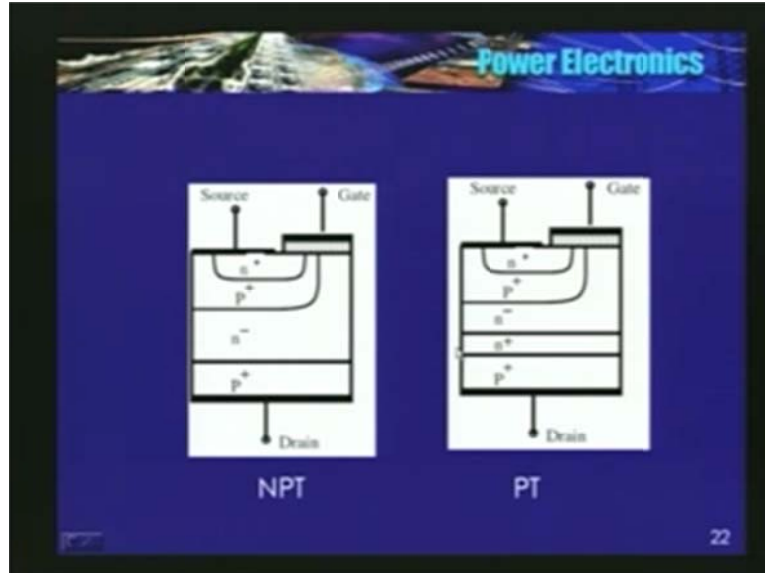 Power Electronics
Source Gate
n+
P+
n−
P+
Drain
NPT
Source Gate
n+
P+
n−
n+
P+
Drain
PT
22